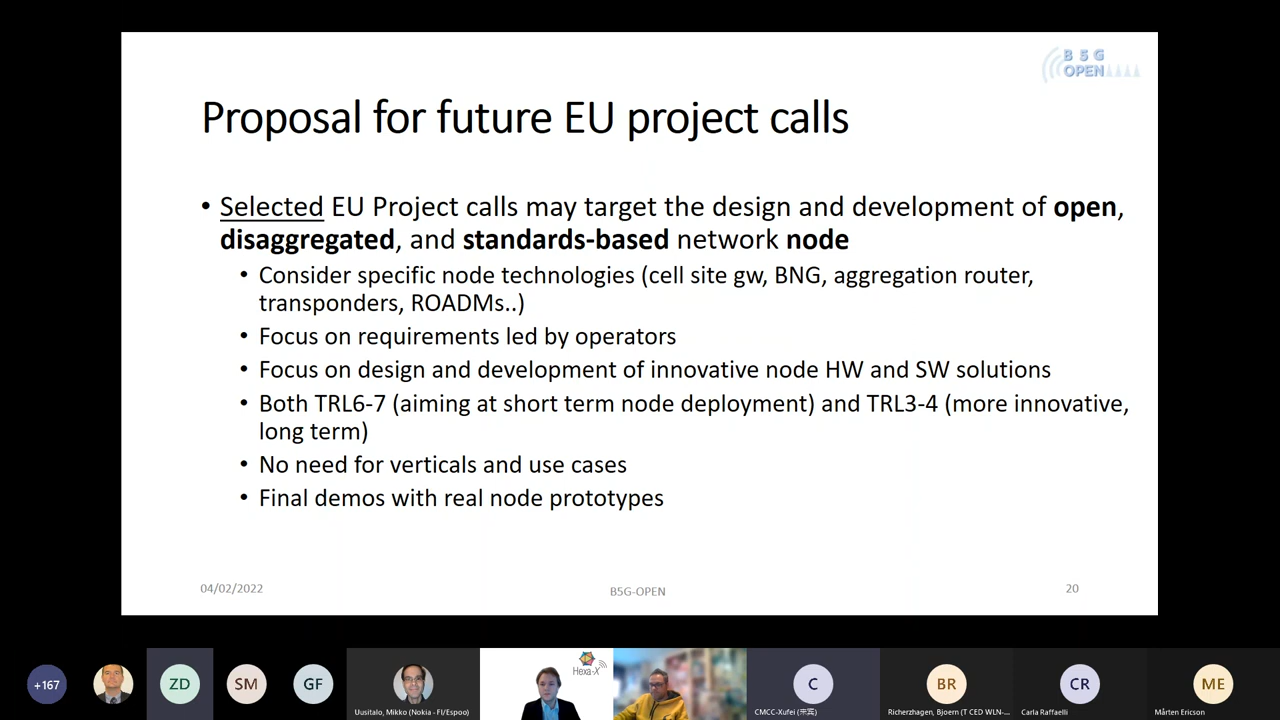 B 5 G
OPEN
Proposal for future EU project calls
• Selected EU Project calls may target the design and development of open,
disaggregated, and standards-based network node
• Consider specific node technologies (cell site gw, BNG, aggregation router,
transponders, ROADMs..)
• Focus on requirements led by operators
• Focus on design and development of innovative node HW and SW solutions
• Both TRL6-7 (aiming at short term node deployment) and TRL3-4 (more innovative,
long term)
• No need for verticals and use cases
• Final demos with real node prototypes
04/02/2022
B5G-OPEN
20
Hexa-X
+167
ZD
SM
GF
C
BR
CR
ME
Uusitalo, Mikko (Nokia - FI/Espoo)
CMCC-Xufei
Richerzhagen, Bjoern (T CED WLN-...
Carla Raffaelli
Mårten Ericson